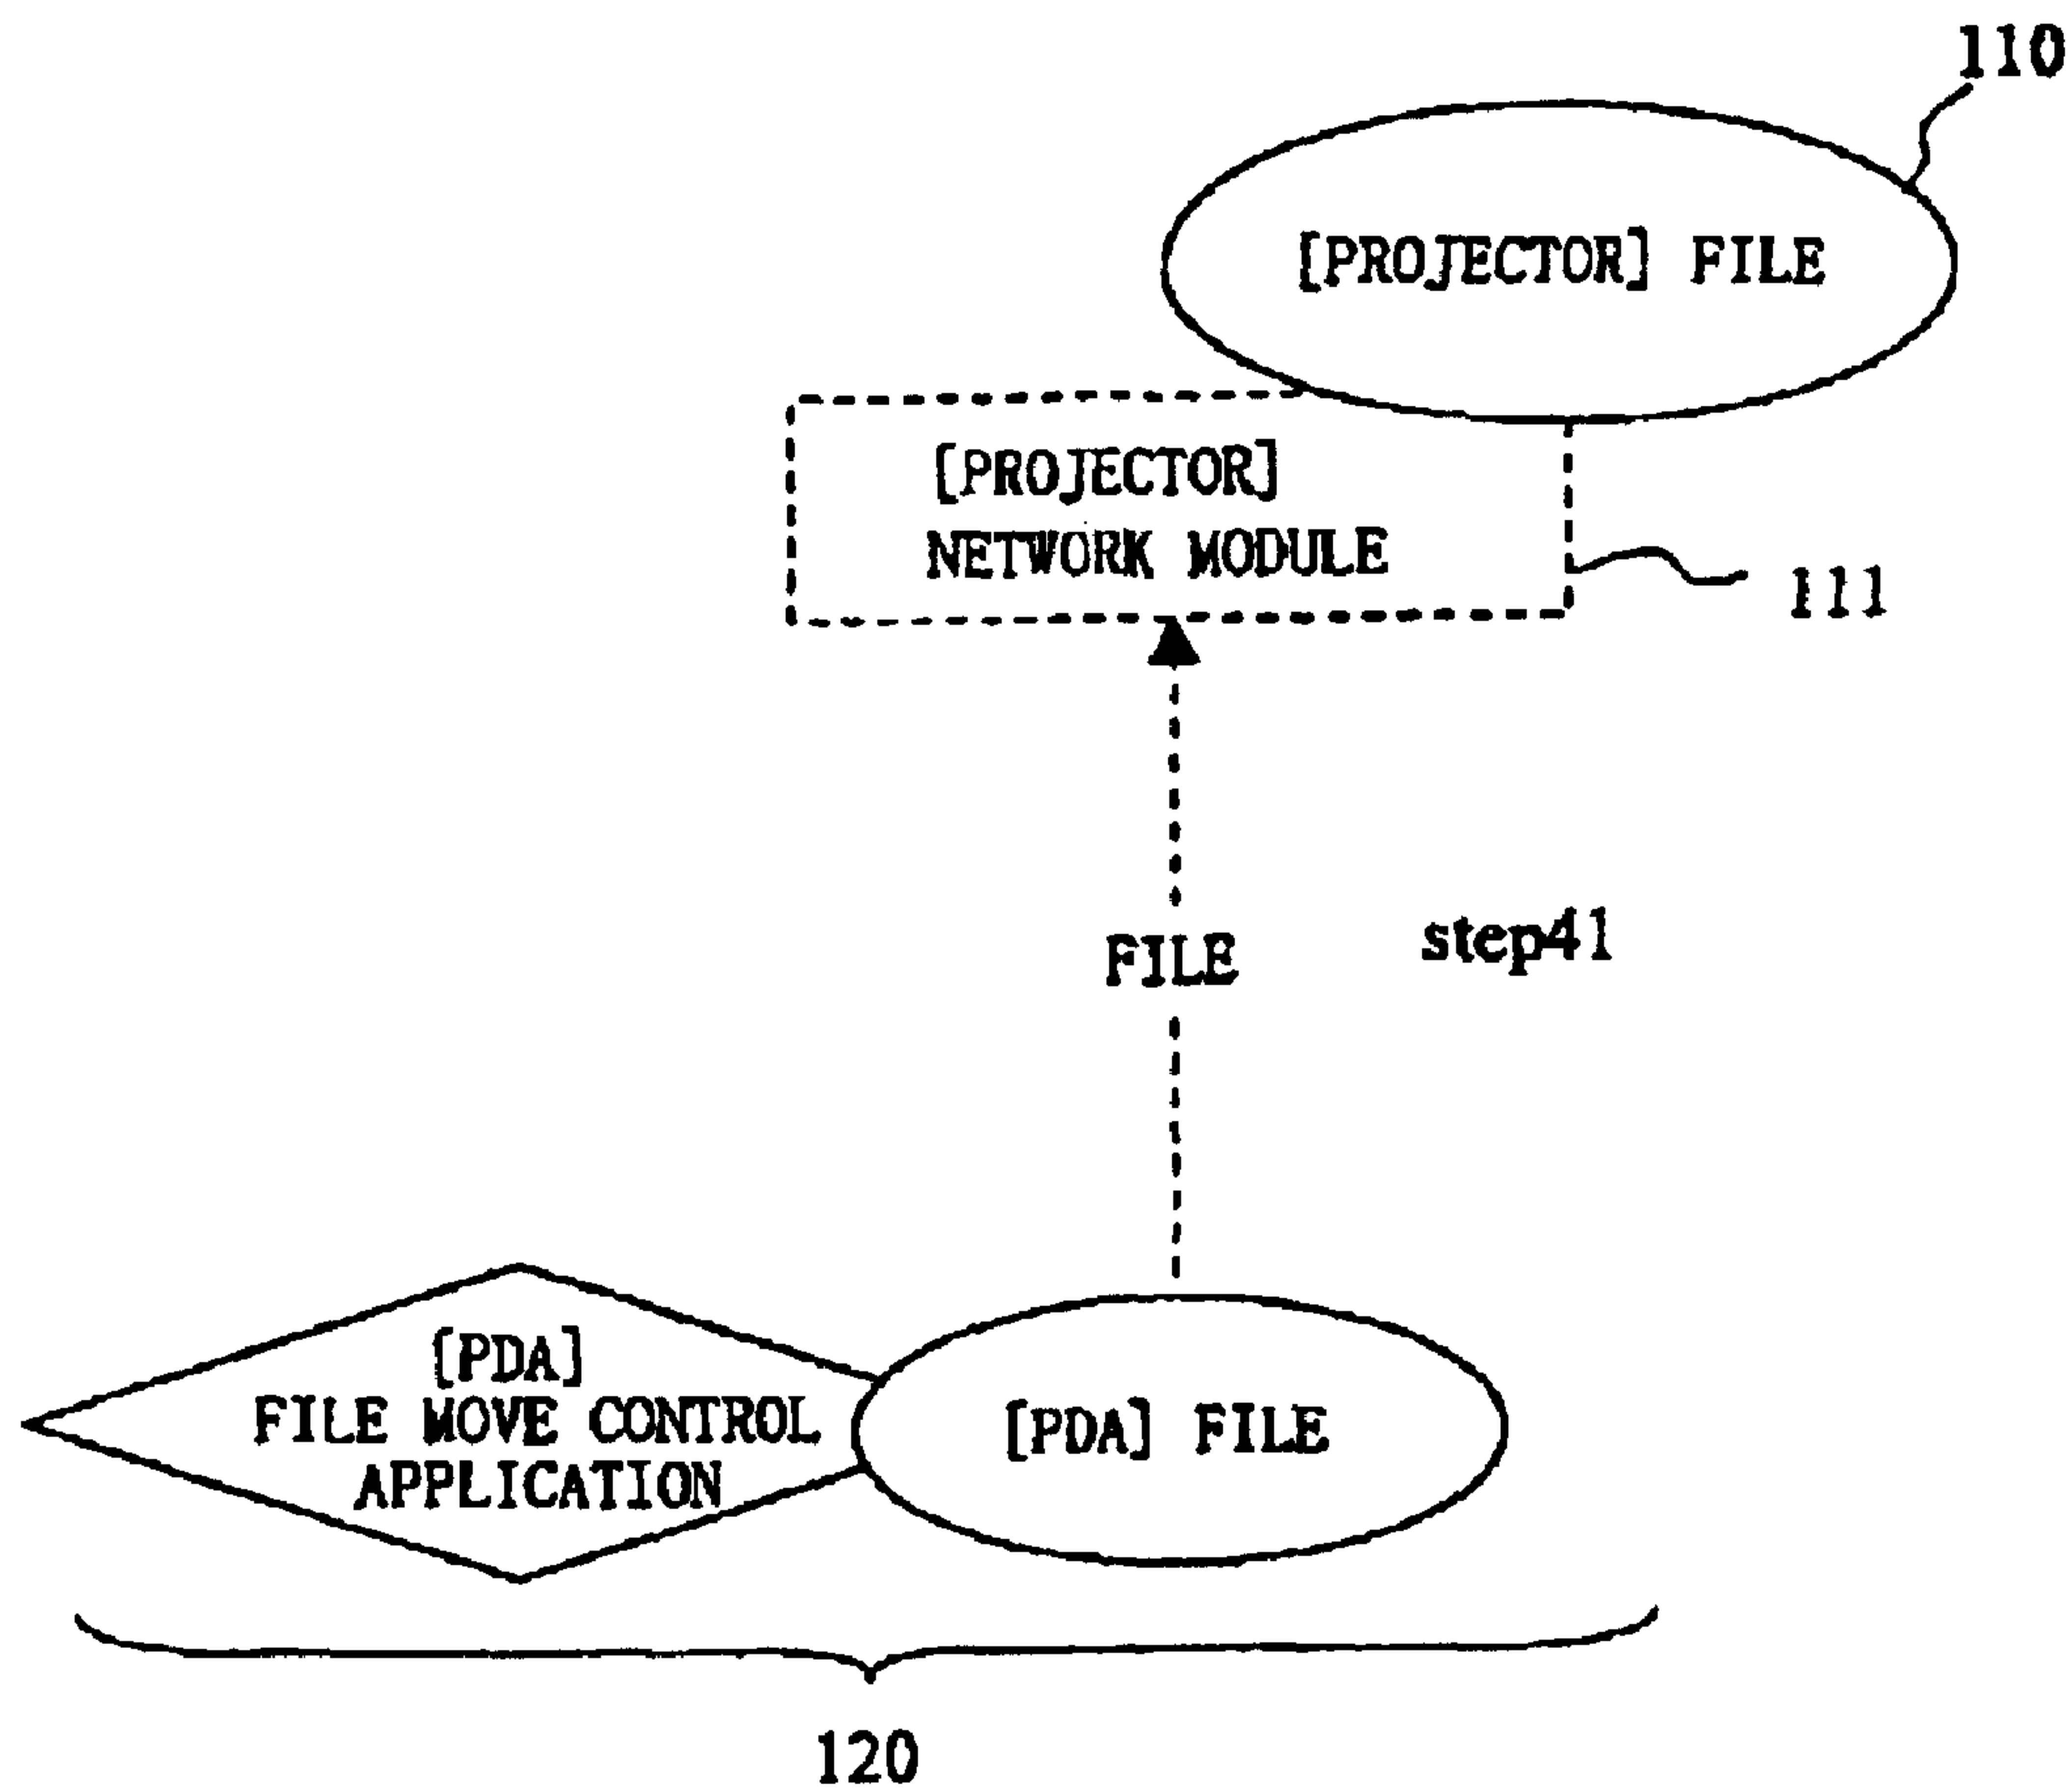 110
[PROJECTOR] FILE
[PROJECTOR]
NETWORK MODULE
111
FILE
step41
[PDA]
FILE MOVE CONTROL
APPLICATION
[PDA] FILE
120